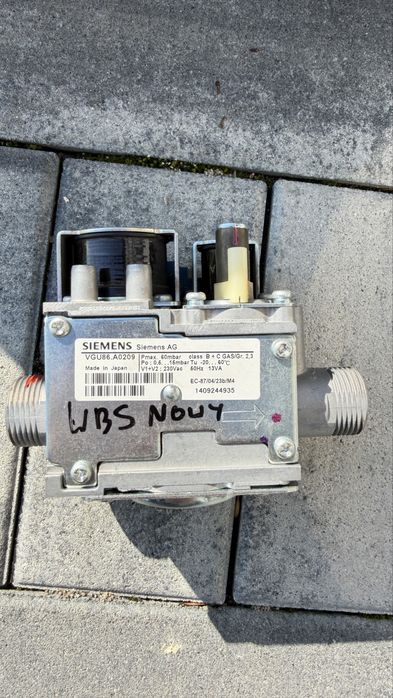 SIEMENS Siemens AG
VGU86.A0209 Pmax. 60mbar class B + C GAS/Gr. 2,3
Po : 0,6....15mbar Tu -20....60°C
Made in Japan V1+V2 : 230Vac 50Hz 13VA
EC-87/04/23b/M4
1409244935
WBS NOWY